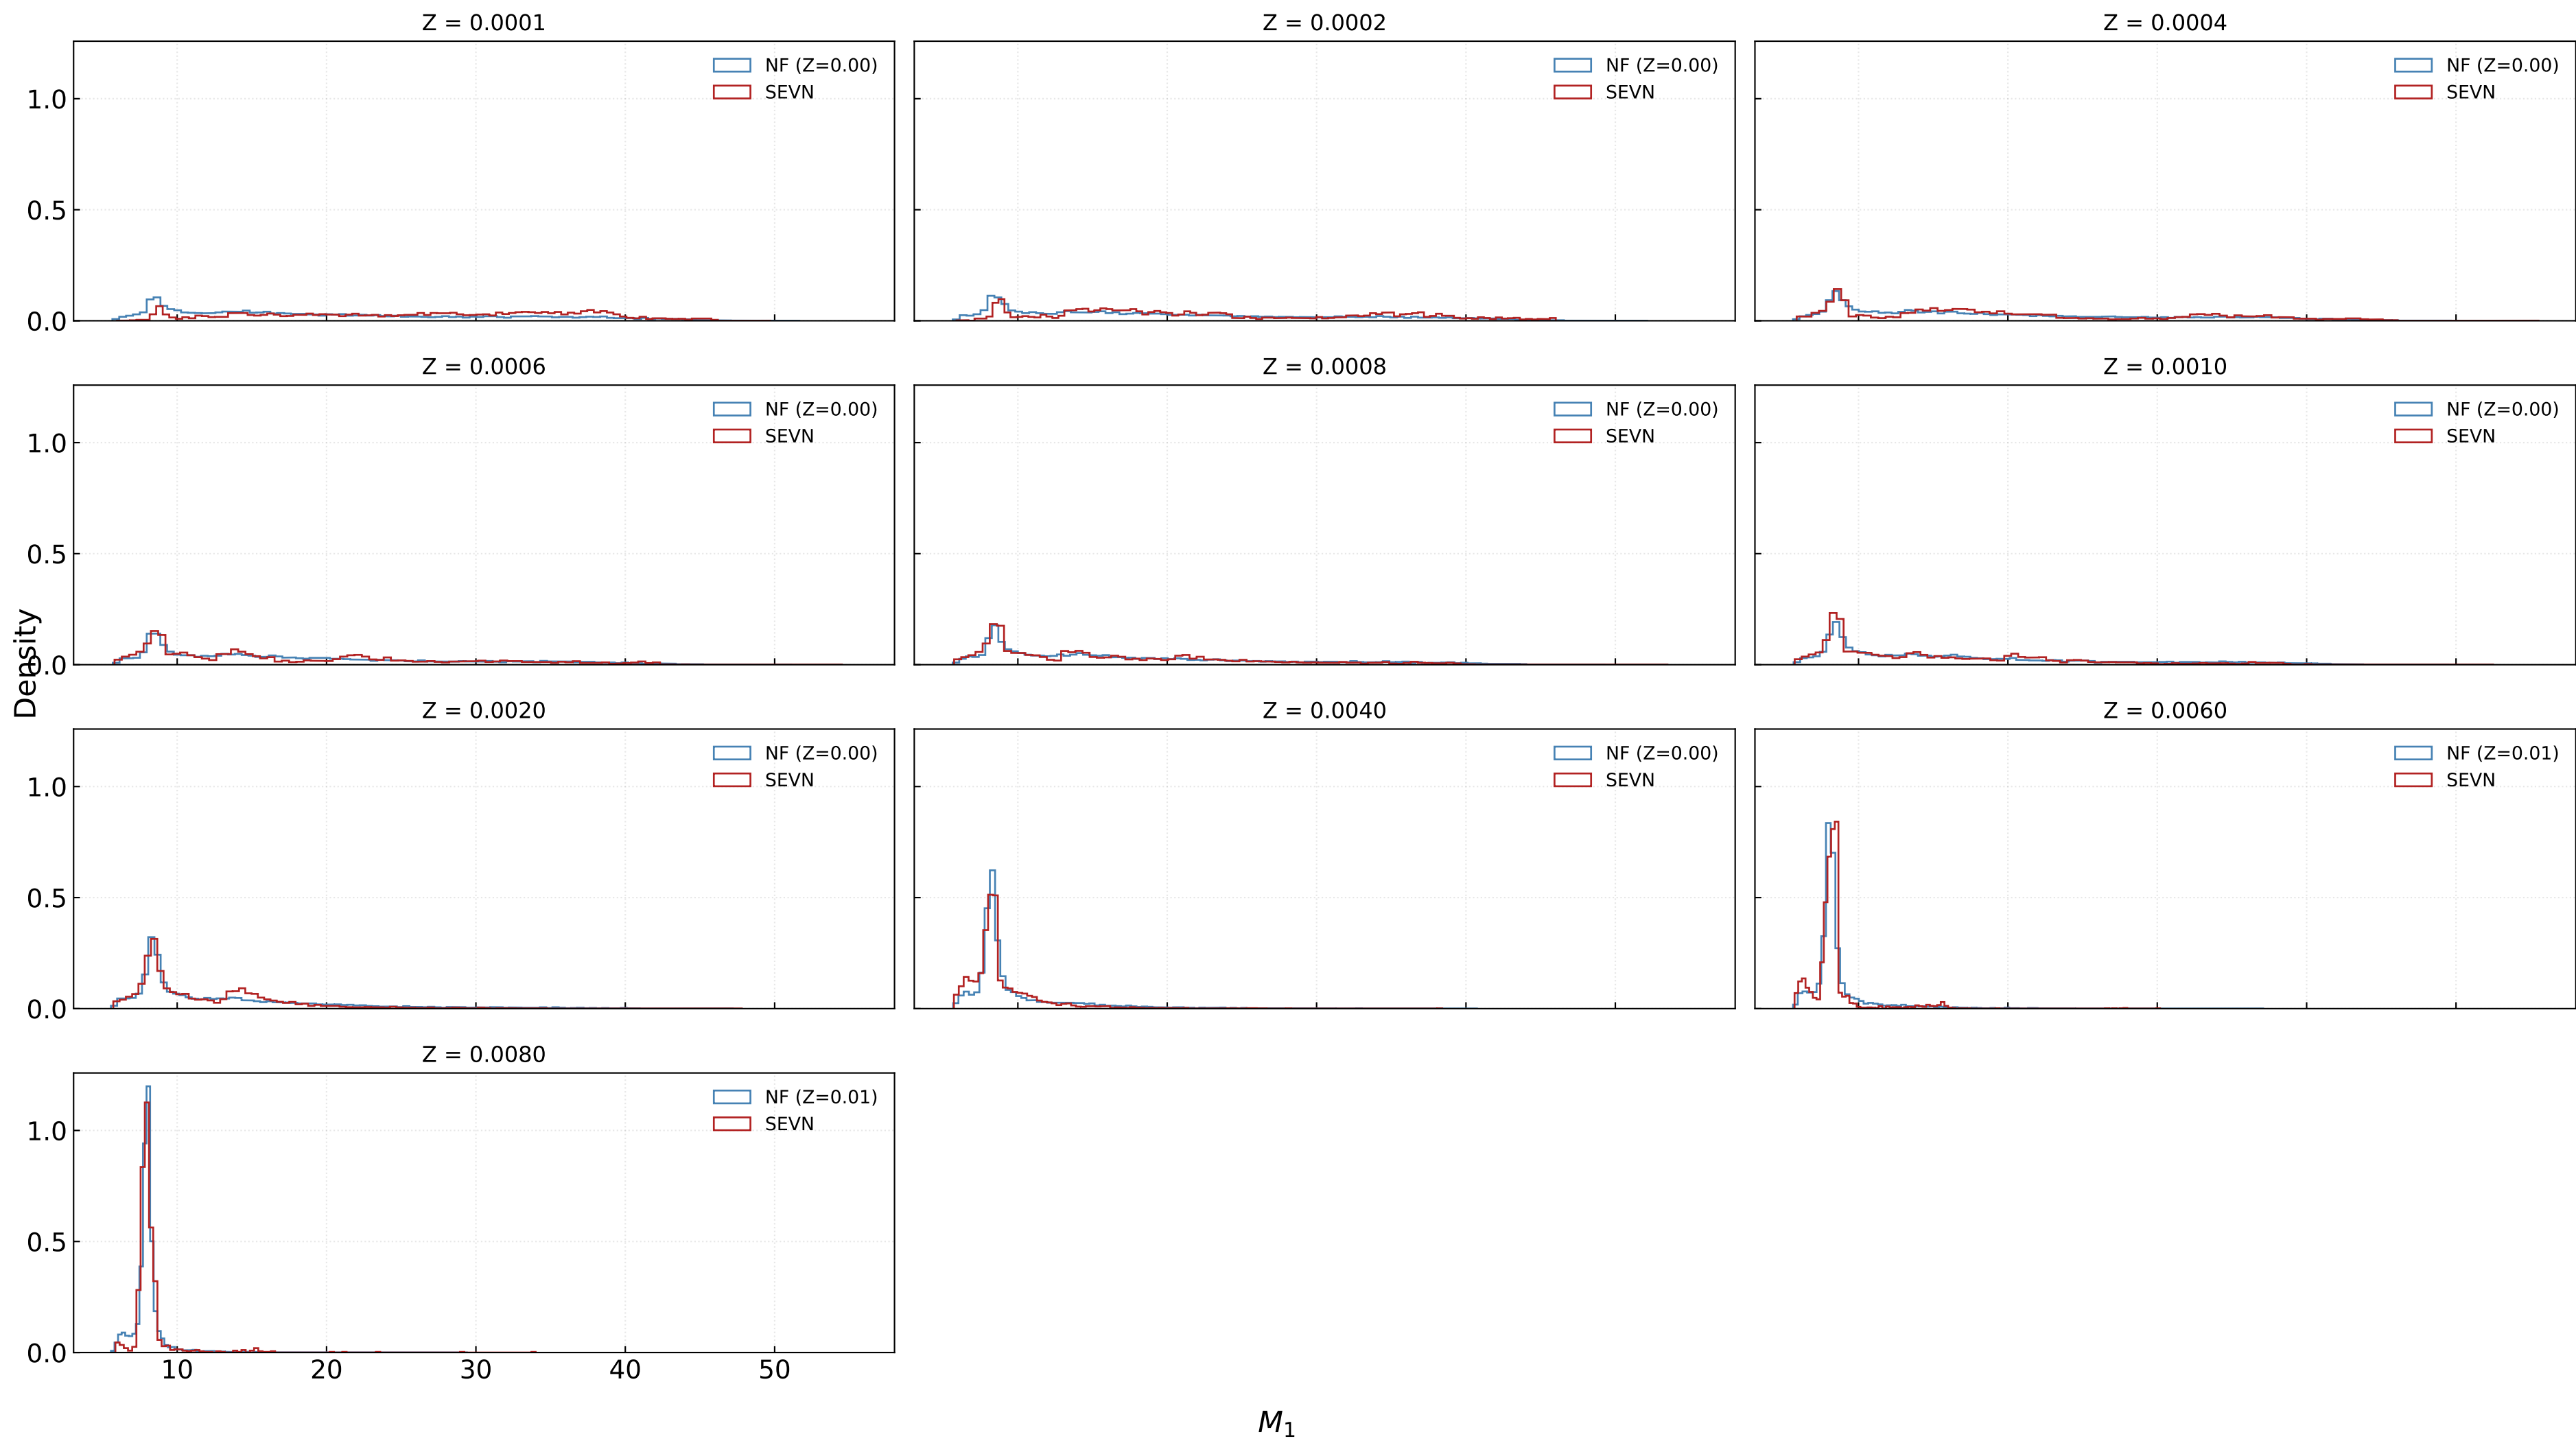 Z = 0.0001
Z = 0.0002
Z = 0.0004
1.0
0.5
0.0
NF (Z=0.00)
SEVN
NF (Z=0.00)
SEVN
NF (Z=0.00)
SEVN
Z = 0.0006
Z = 0.0008
Z = 0.0010
1.0
0.5
0.0
NF (Z=0.00)
SEVN
NF (Z=0.00)
SEVN
NF (Z=0.00)
SEVN
Density
Z = 0.0020
Z = 0.0040
Z = 0.0060
1.0
0.5
0.0
NF (Z=0.00)
SEVN
NF (Z=0.00)
SEVN
NF (Z=0.01)
SEVN
Z = 0.0080
1.0
0.5
0.0
NF (Z=0.01)
SEVN
10 20 30 40 50
M₁